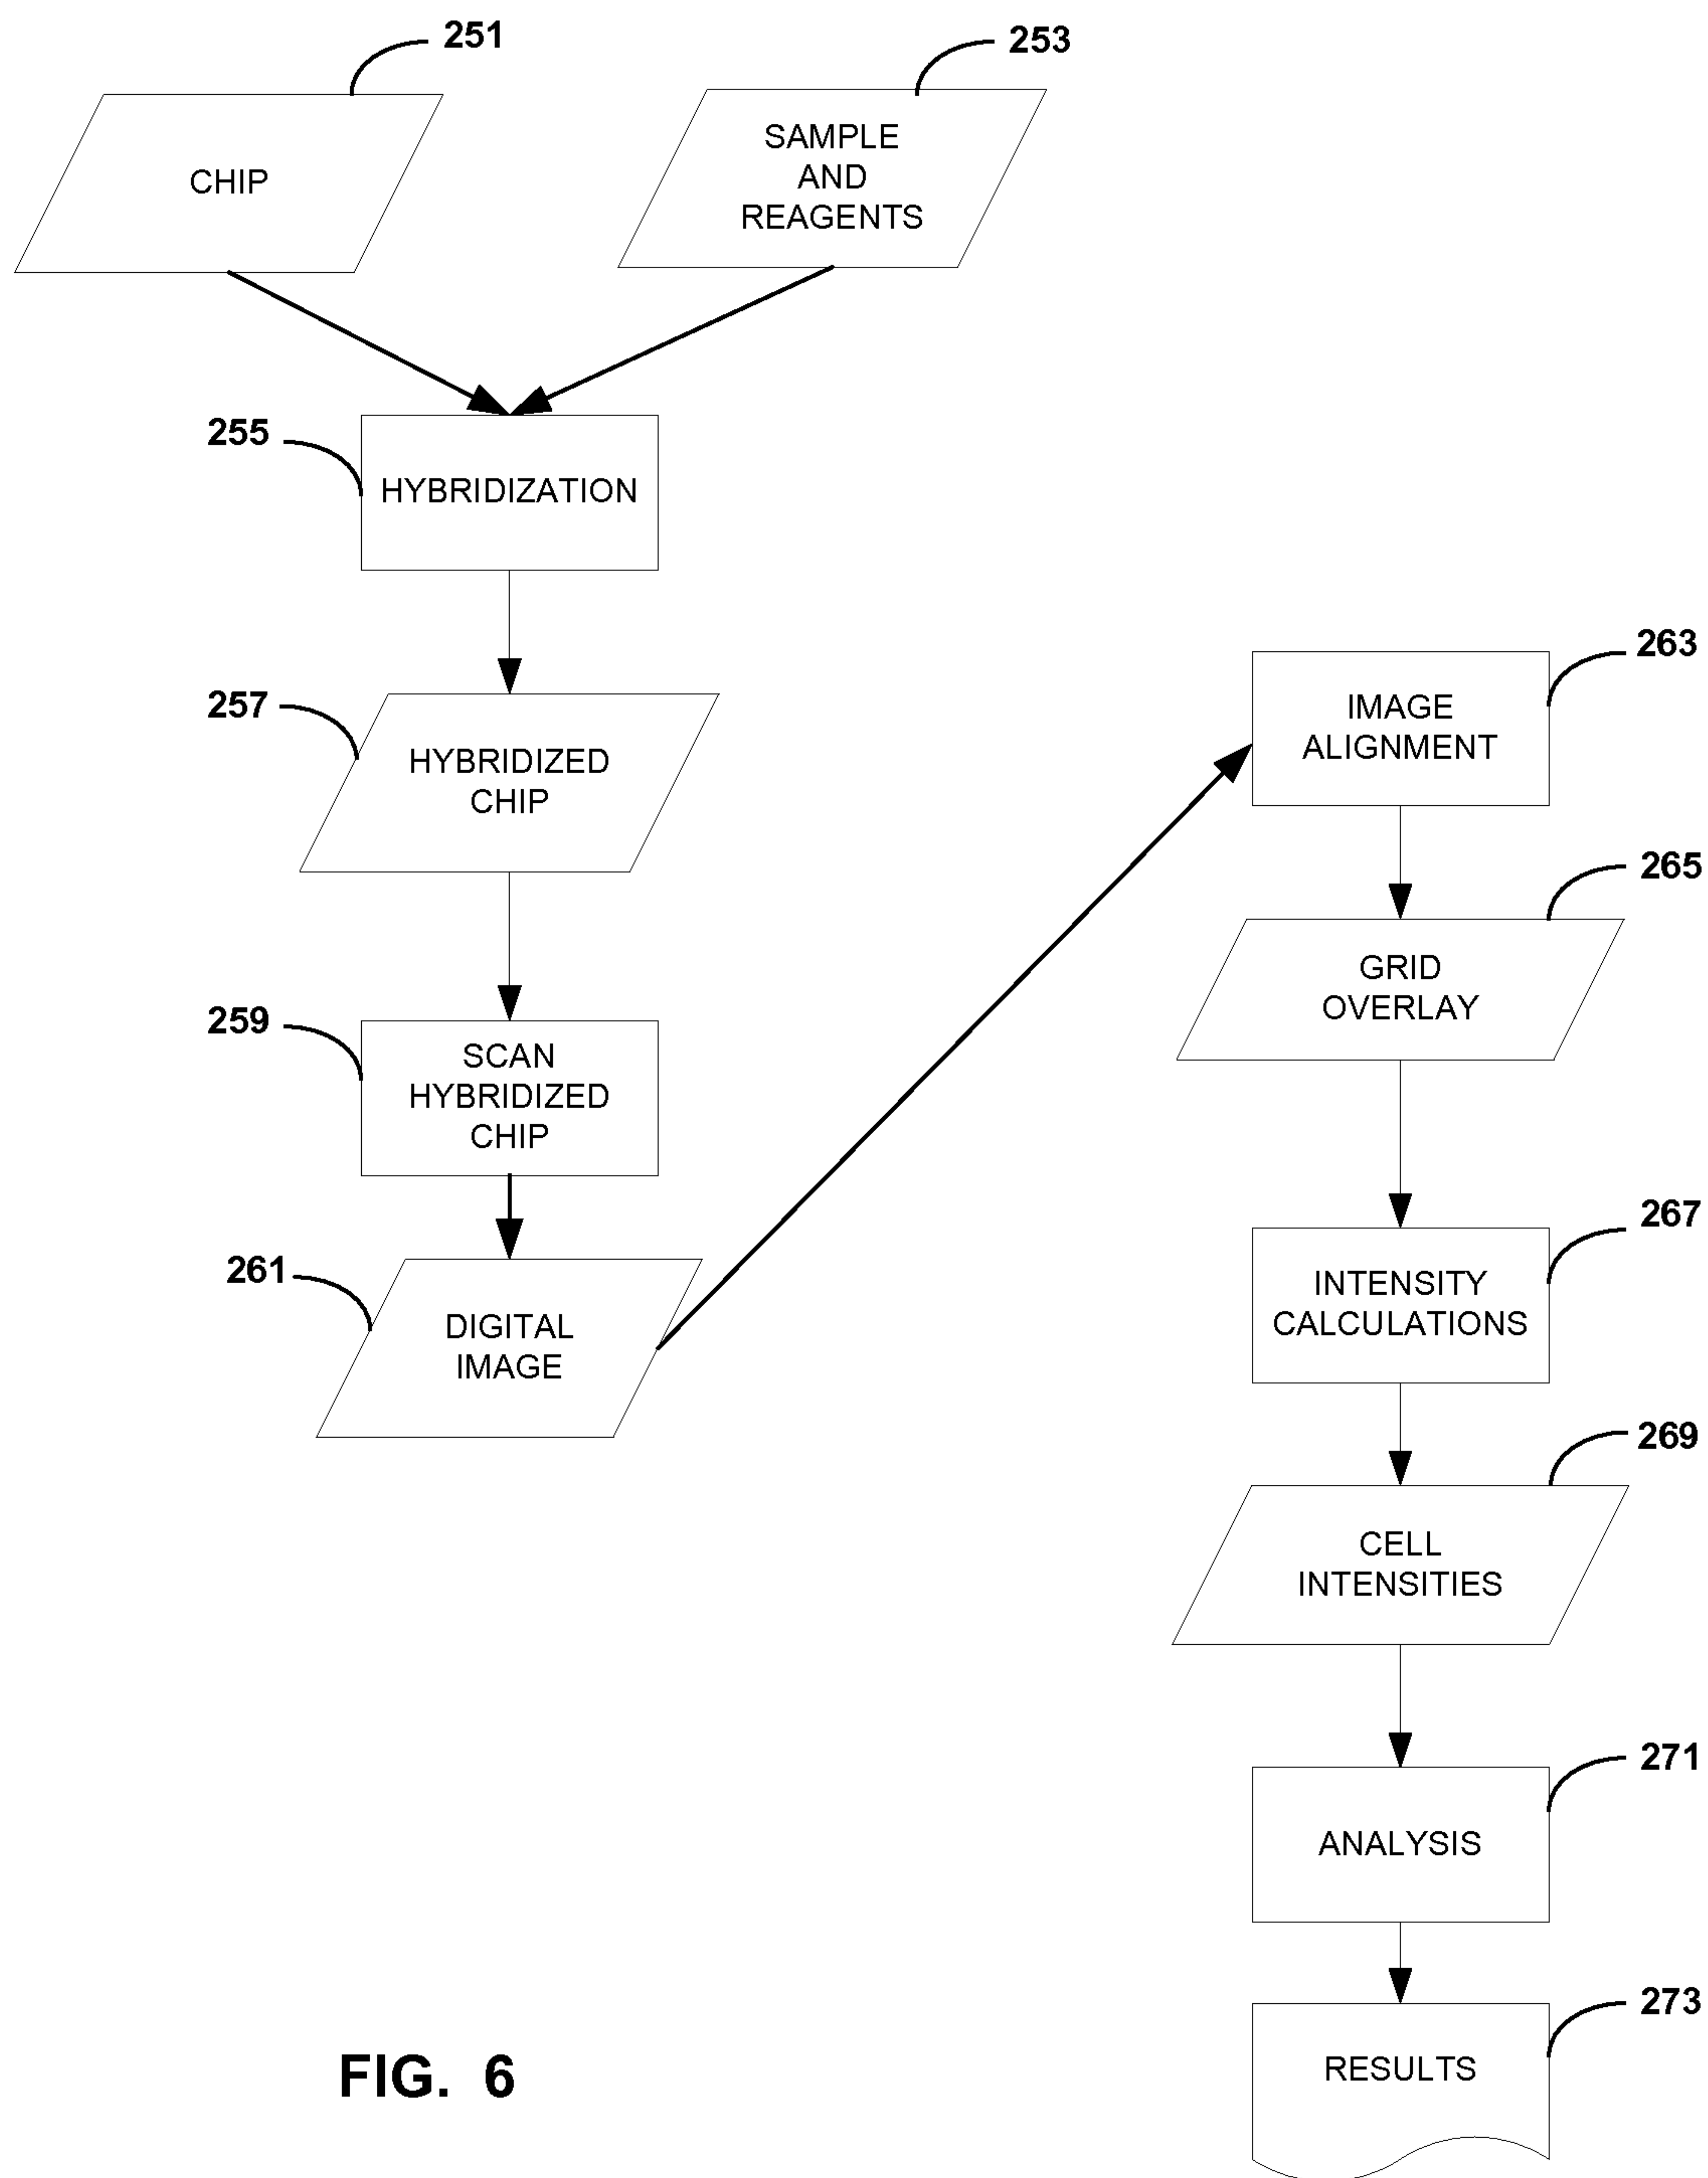 251
253
CHIP
SAMPLE
AND
REAGENTS
255
HYBRIDIZATION
257
HYBRIDIZED
CHIP
259
SCAN
HYBRIDIZED
CHIP
261
DIGITAL
IMAGE
263
IMAGE
ALIGNMENT
265
GRID
OVERLAY
267
INTENSITY
CALCULATIONS
269
CELL
INTENSITIES
271
ANALYSIS
273
RESULTS
FIG. 6